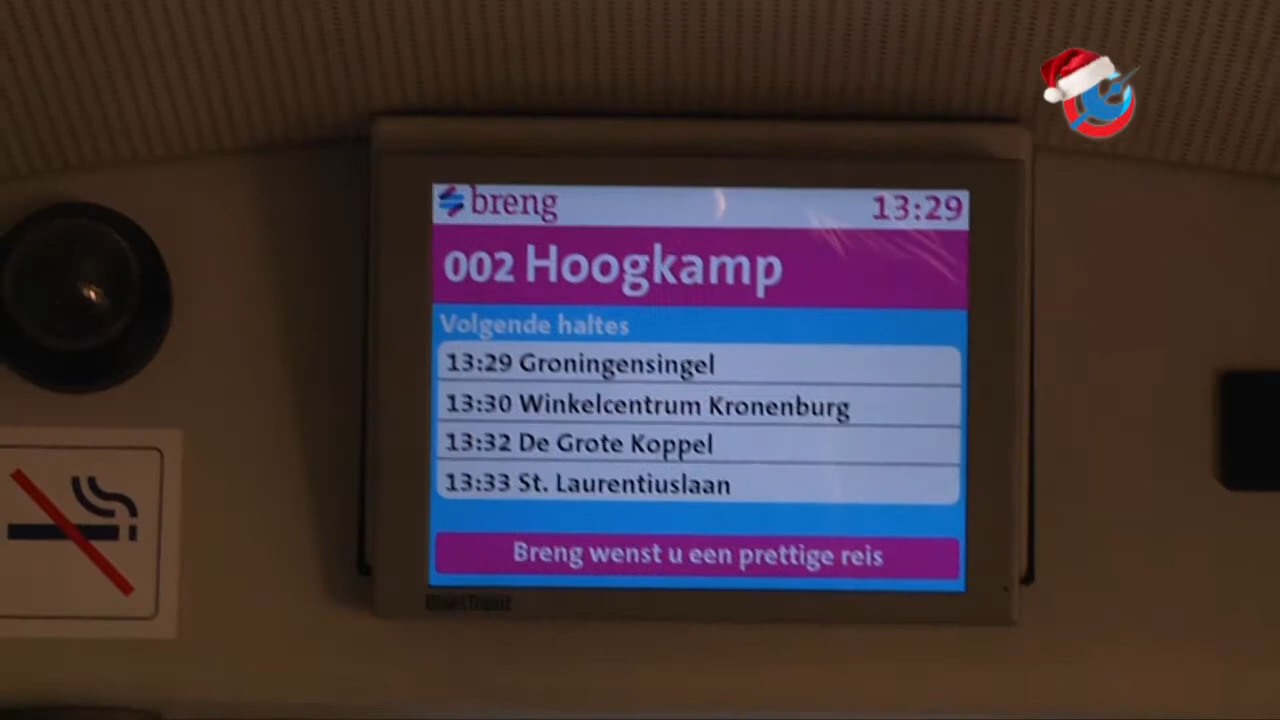 breng 13:29
002 Hoogkamp
Volgende haltes
13:29 Groningensingel
13:30 Winkelcentrum Kronenburg
13:32 De Grote Koppel
13:33 St. Laurentiuslaan
Breng wenst u een prettige reis